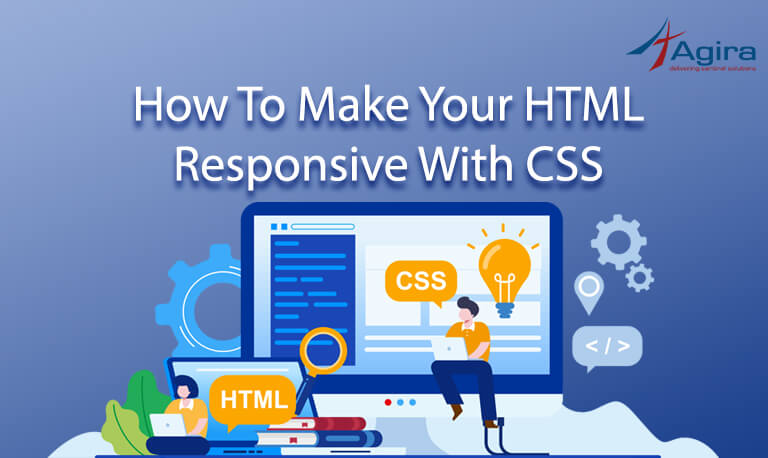 Agira
delivering sentinel solutions
How To Make Your HTML
Responsive With CSS
CSS
HTML
</>